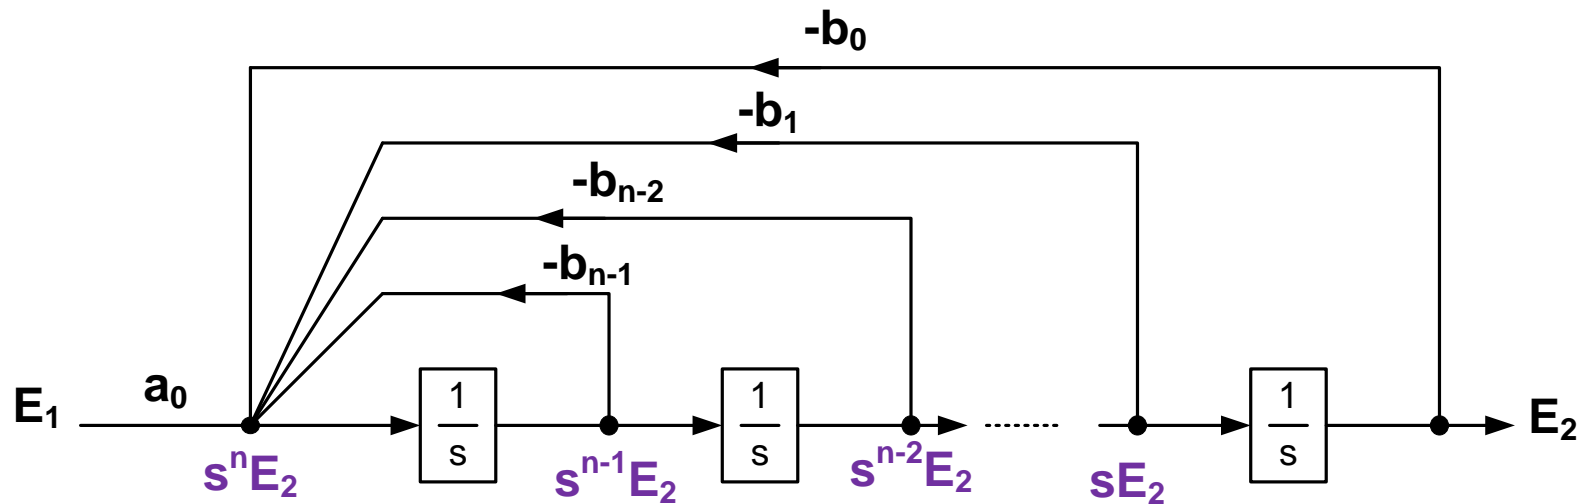 -b₀
-b₁
-bₙ₋₂
-bₙ₋₁
E₁ a₀ 1/s 1/s ........ 1/s E₂
sⁿE₂ sⁿ⁻¹E₂ sⁿ⁻²E₂ sE₂